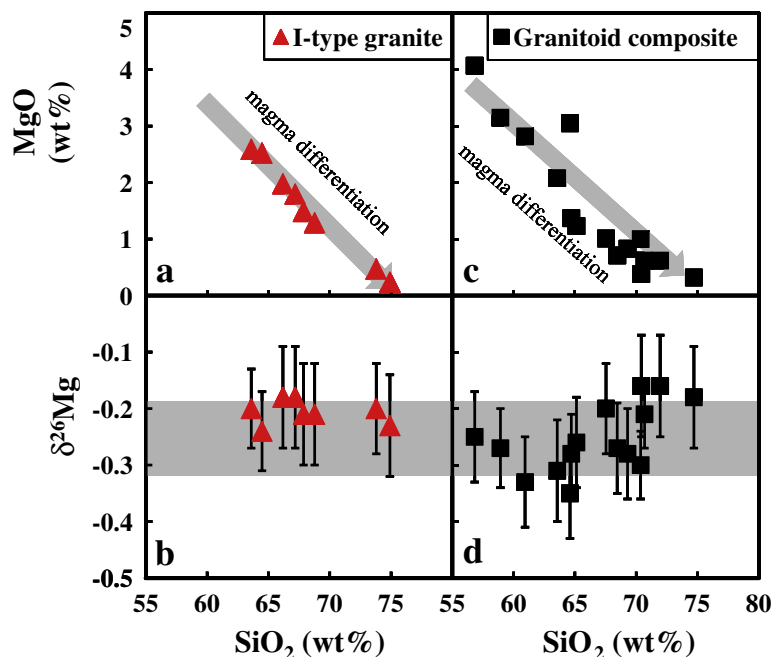 I-type granite
Granitoid composite
MgO
(wt%)
5
4
3
2
1
0
magma differentiation
magma differentiation
a
c
δ²⁶Mg
-0.1
-0.2
-0.3
-0.4
-0.5
b
d
55 60 65 70 75 55 60 65 70 75 80
SiO₂ (wt%)
SiO₂ (wt%)